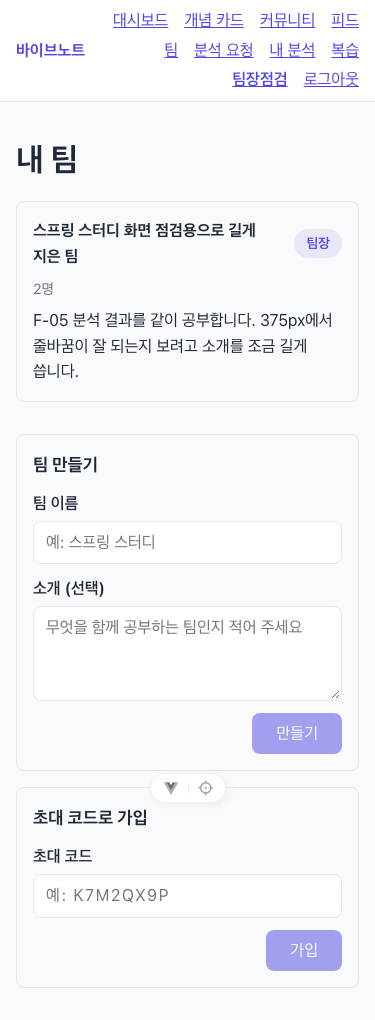 대시보드 개념 카드 커뮤니티 피드
바이브노트 팀 분석 요청 내 분석 복습
팀장점검 로그아웃
내 팀
스프링 스터디 화면 점검용으로 길게
지은 팀
팀장
2명
F-05 분석 결과를 같이 공부합니다. 375px에서
줄바꿈이 잘 되는지 보려고 소개를 조금 길게
씁니다.
팀 만들기
팀 이름
예: 스프링 스터디
소개 (선택)
무엇을 함께 공부하는 팀인지 적어 주세요
만들기
초대 코드로 가입
초대 코드
예: K7M2QX9P
가입